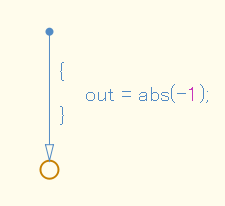 {
out = abs(-1);
}